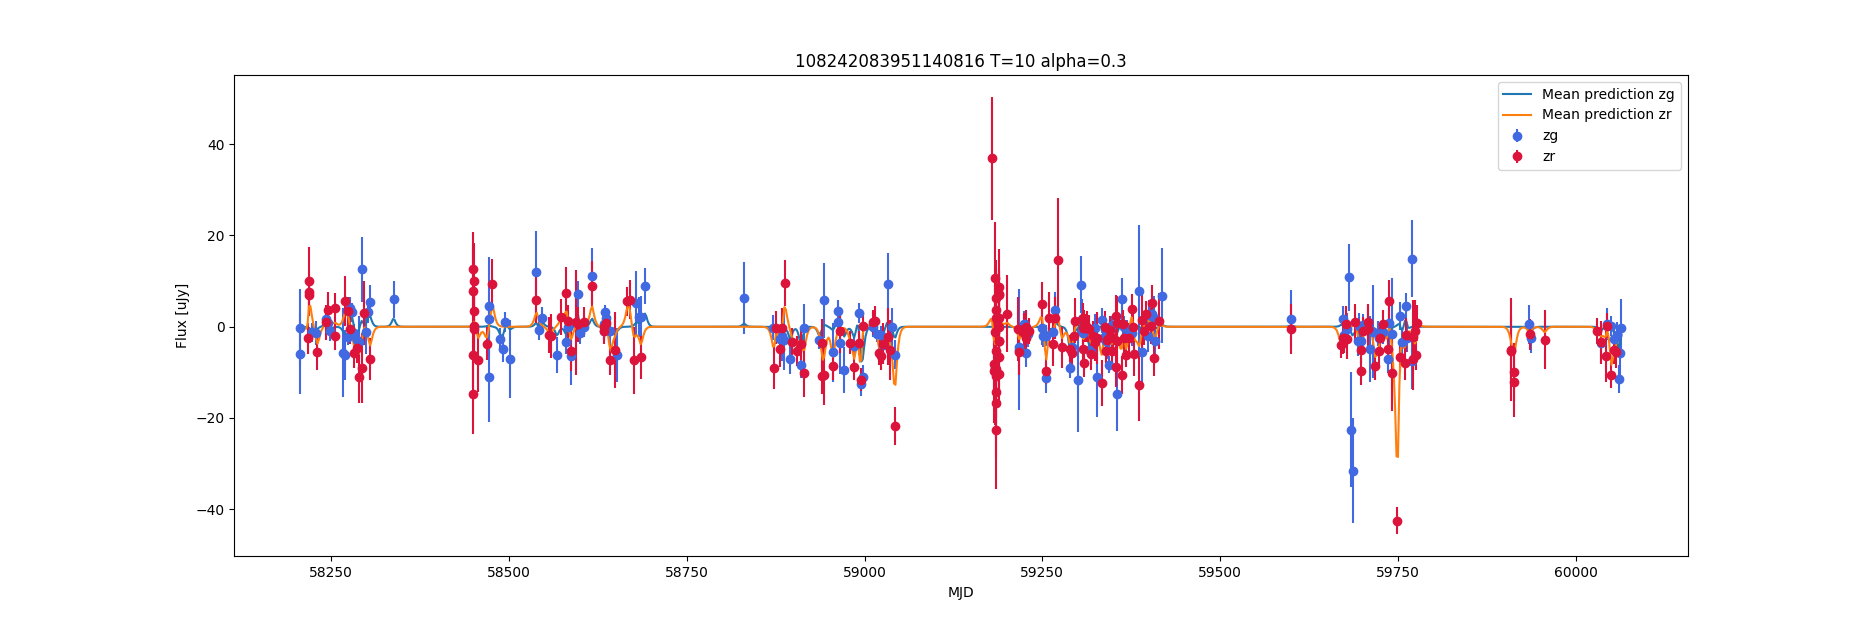 108242083951140816 T=10 alpha=0.3
Mean prediction zg
Mean prediction zr
zg
zr
Flux [uJy]
40
20
0
−20
−40
58250 58500 58750 59000 59250 59500 59750 60000
MJD